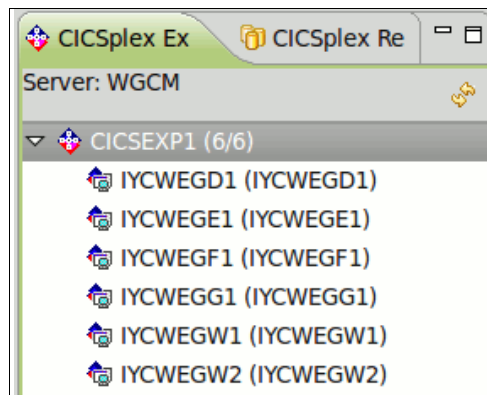 CICSplex Ex CICSplex Re
Server: WGCM
CICSEXP1 (6/6)
IYCWEGD1 (IYCWEGD1)
IYCWEGE1 (IYCWEGE1)
IYCWEGF1 (IYCWEGF1)
IYCWEGG1 (IYCWEGG1)
IYCWEGW1 (IYCWEGW1)
IYCWEGW2 (IYCWEGW2)